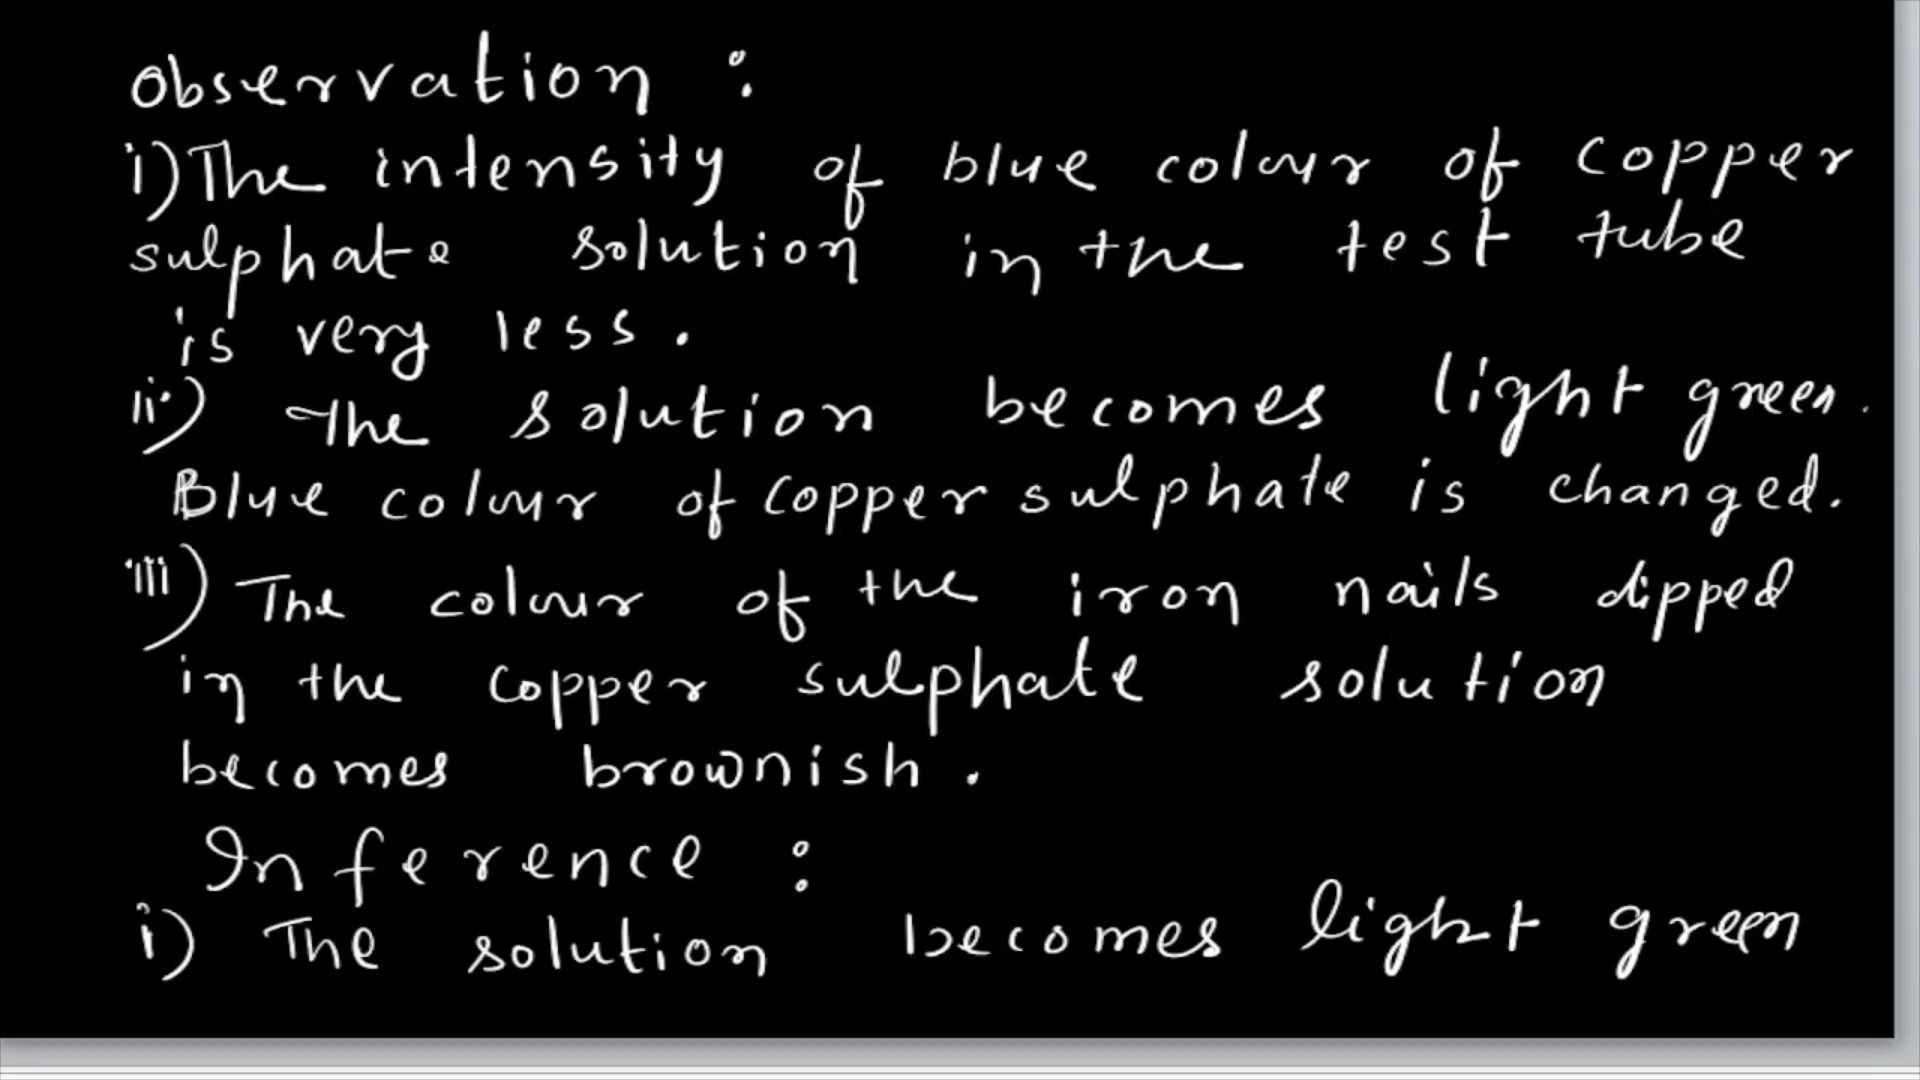 Observation :
i) The intensity of blue colour of copper
sulphate solution in the test tube
is very less.
ii) The solution becomes light green.
Blue colour of copper sulphate is changed.
iii) The colour of the iron nails dipped
in the copper sulphate solution
becomes brownish.
Inference :
i) The solution becomes light green